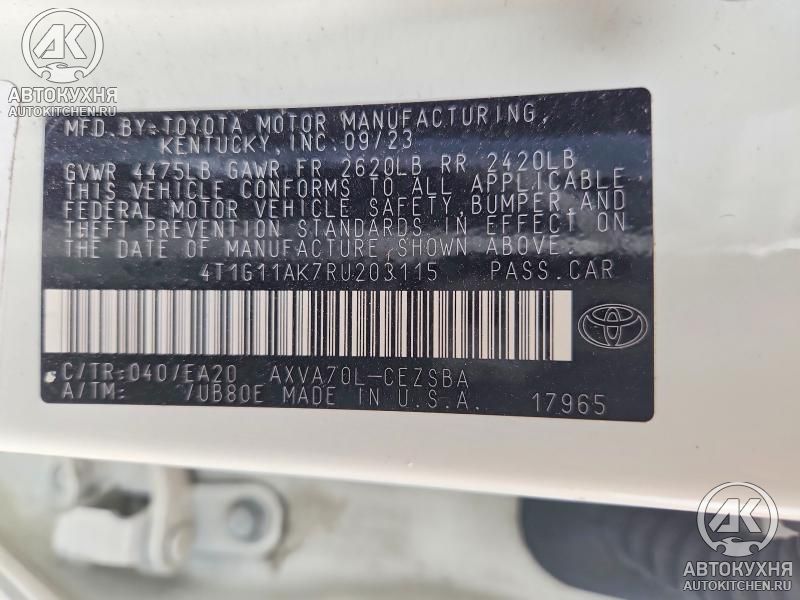 АК
АВТОКУХНЯ
AUTOKITCHEN.RU
MFD. BY: TOYOTA MOTOR MANUFACTURING,
KENTUCKY, INC. 09/23
GVWR 4475LB GAWR FR 2620LB RR 2420LB
THIS VEHICLE CONFORMS TO ALL APPLICABLE
FEDERAL MOTOR VEHICLE SAFETY, BUMPER, AND
THEFT PREVENTION STANDARDS IN EFFECT ON
THE DATE OF MANUFACTURE SHOWN ABOVE.
4T1G11AK7RU203115 PASS.CAR
C/TR:040/EA20 AXVA70L-CEZSBA
A/TM: /UB80E MADE IN U.S.A. 17965
АК
АВТОКУХНЯ
AUTOKITCHEN.RU